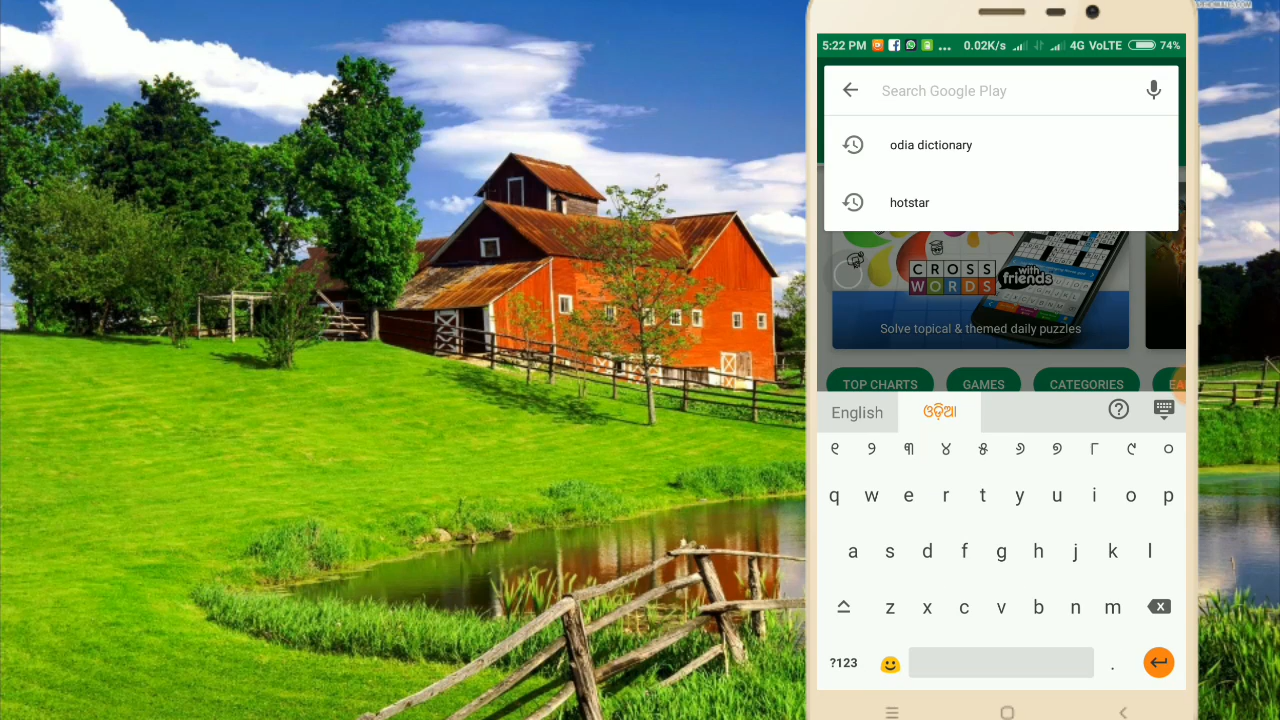 5:22 PM ... 0.02K/s 4G VoLTE 74%
Search Google Play
odia dictionary
hotstar
CROSS
WORDS
with
friends
Solve topical & themed daily puzzles
TOP CHARTS GAMES CATEGORIES EA
English ଓଡ଼ିଆ
୧ ୨ ୩ ୪ ୫ ୬ ୭ ୮ ୯ ୦
q w e r t y u i o p
a s d f g h j k l
z x c v b n m
?123 .